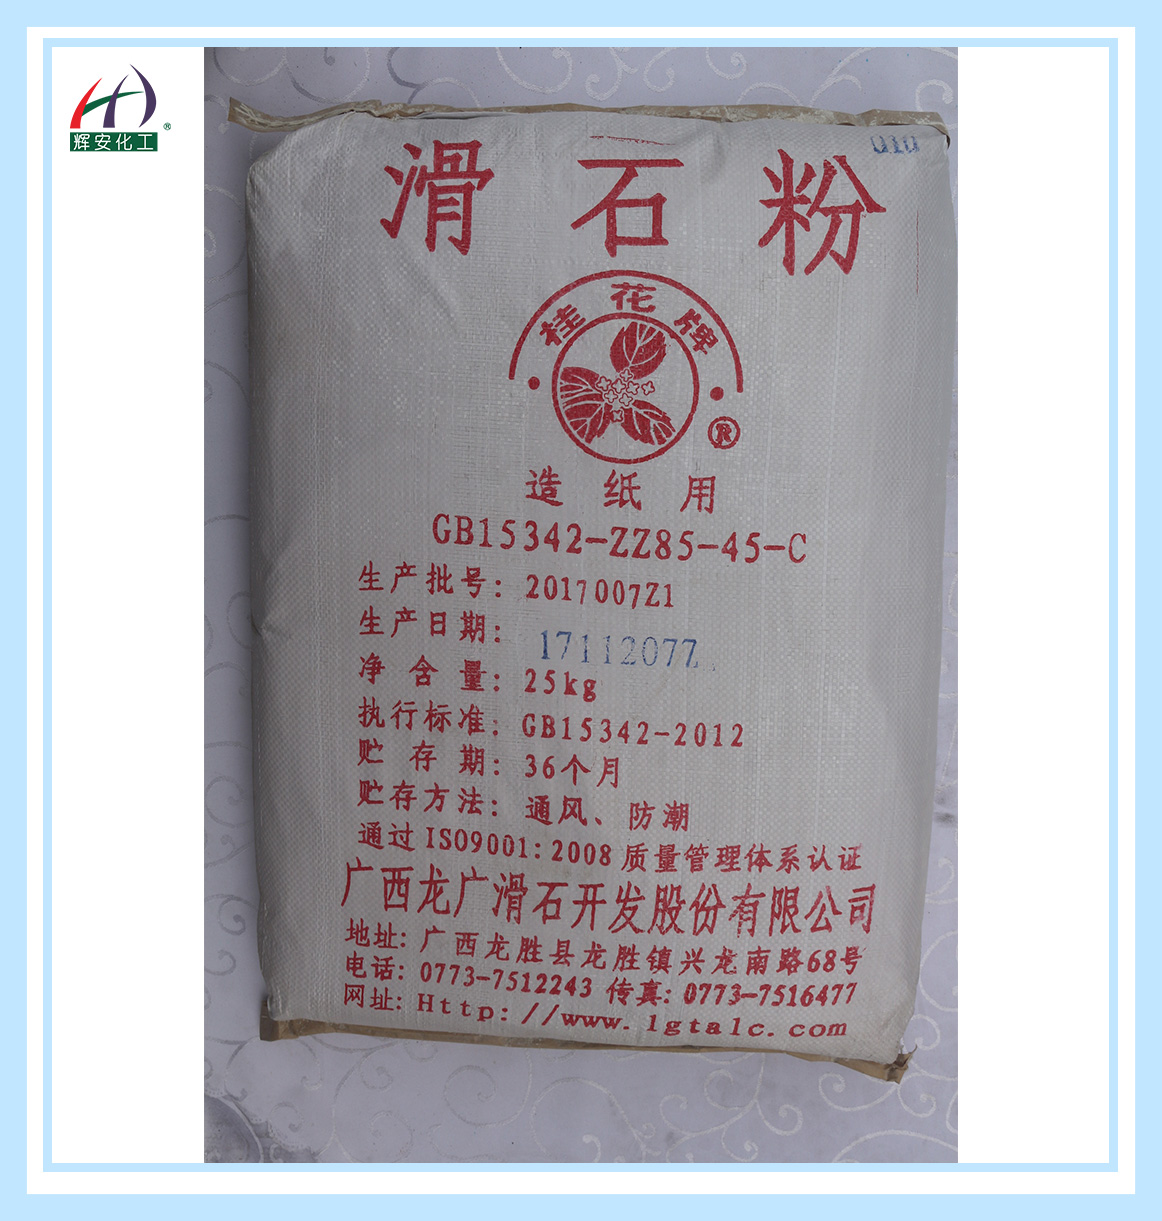 辉安化工
®
010
滑石粉
桂花牌
®
造纸用
GB15342-ZZ85-45-C
生产批号：2017007Z1
生产日期：1711207Z
净含量：25kg
执行标准：GB15342-2012
贮存期：36个月
贮存方法：通风、防潮
通过ISO9001:2008质量管理体系认证
广西龙广滑石开发股份有限公司
地址：广西龙胜县龙胜镇兴龙南路68号
电话：0773-7512243 传真：0773-7516477
网址：Http://www.lgtalc.com